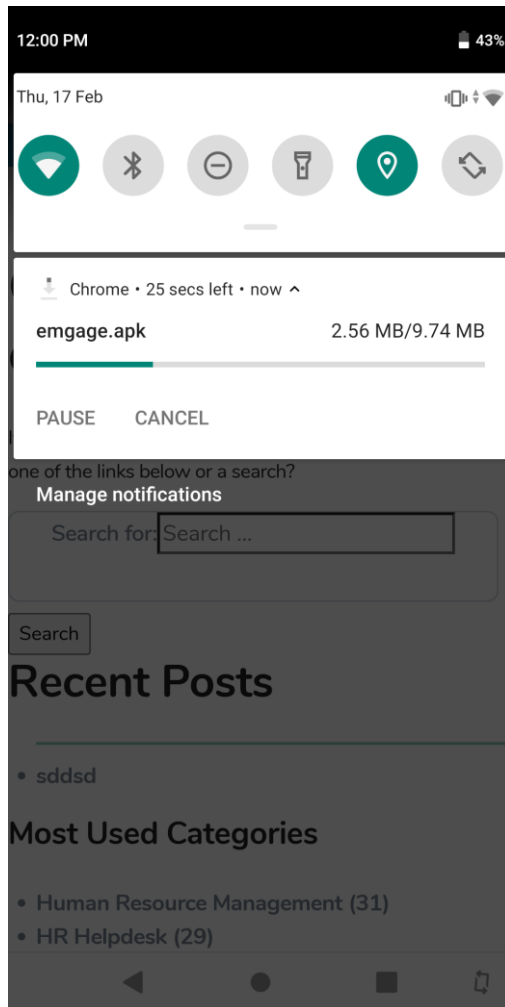 12:00 PM 43%
Thu, 17 Feb
Chrome • 25 secs left • now
emgage.apk 2.56 MB/9.74 MB
PAUSE CANCEL
one of the links below or a search?
Manage notifications
Search for: Search ...
Search
Recent Posts
• sddsd
Most Used Categories
• Human Resource Management (31)
• HR Helpdesk (29)